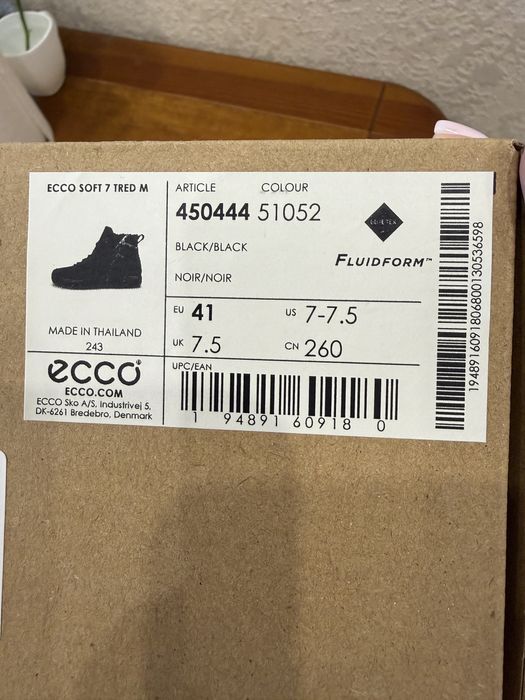 ECCO SOFT 7 TRED M
ARTICLE COLOUR
450444 51052
BLACK/BLACK
NOIR/NOIR
GORE-TEX
FLUIDFORM™
MADE IN THAILAND
243
EU 41 US 7-7.5
UK 7.5 CN 260
ecco
ECCO.COM
ECCO Sko A/S, Industrivej 5,
DK-6261 Bredebro, Denmark
UPC/EAN
1 94891 60918 0
1948916091806800130536598